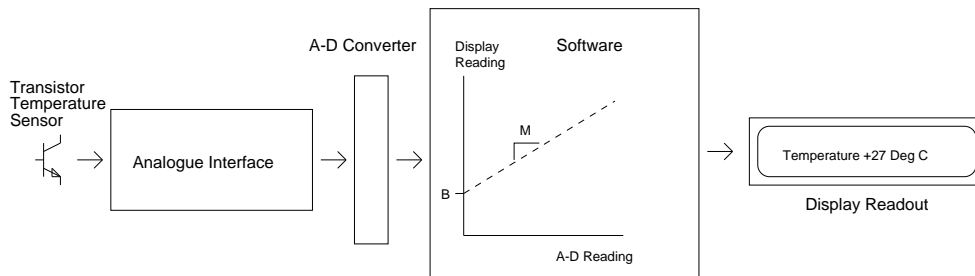 Transistor
Temperature
Sensor
Analogue Interface
A-D Converter
Software
Display
Reading
M
B
A-D Reading
Temperature +27 Deg C
Display Readout